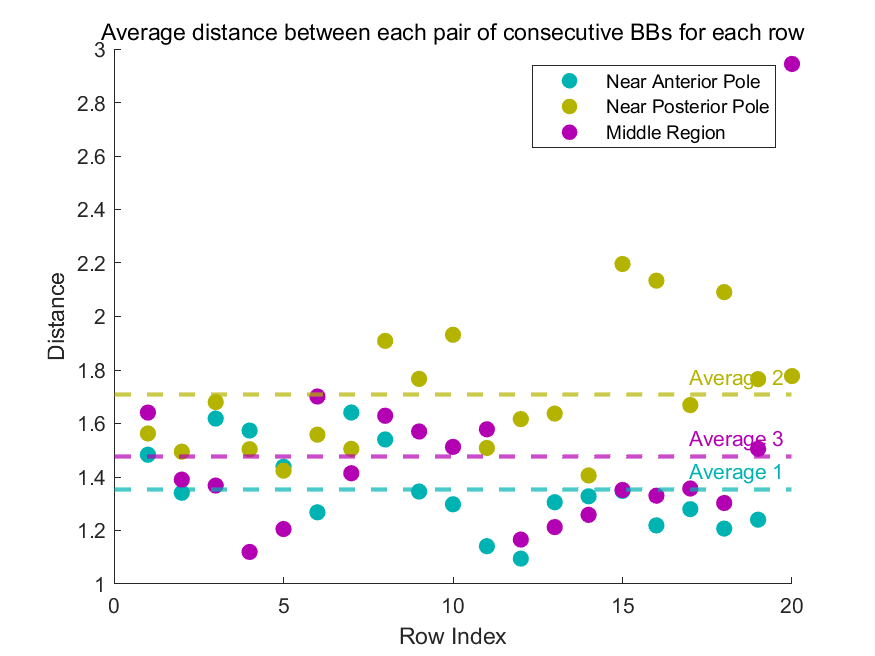 Average distance between each pair of consecutive BBs for each row
3
2.8
2.6
2.4
2.2
2
1.8
1.6
1.4
1.2
1
Distance
Near Anterior Pole
Near Posterior Pole
Middle Region
Average 2
Average 3
Average 1
0
5
10
15
20
Row Index